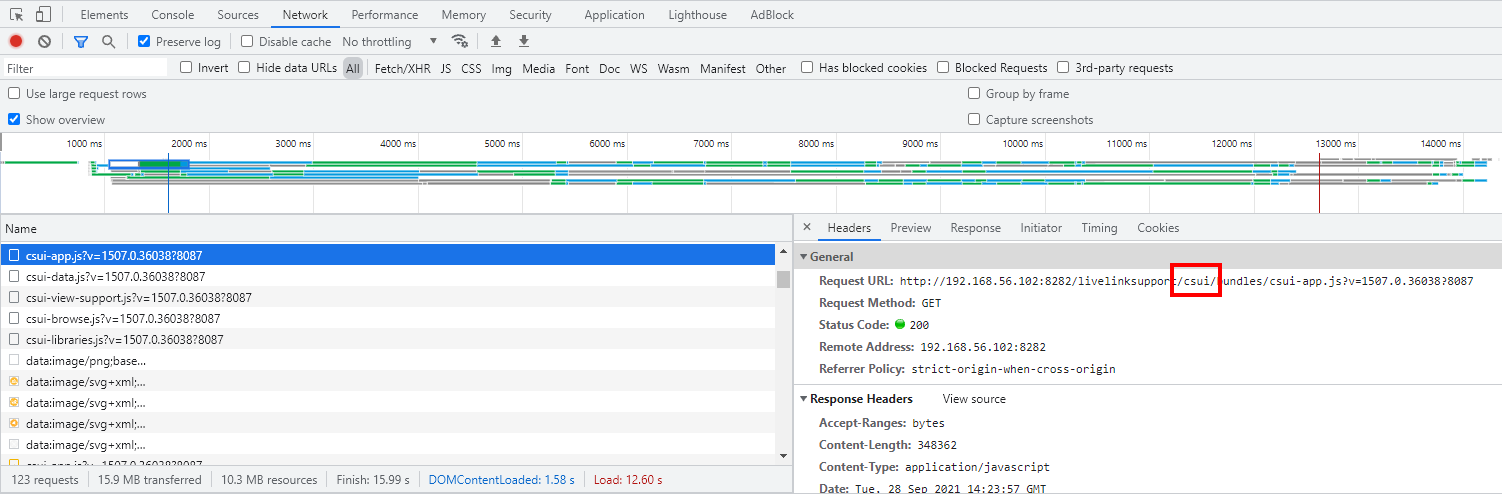 Elements Console Sources Network Performance Memory Security Application Lighthouse AdBlock
Preserve log Disable cache No throttling
Filter Invert Hide data URLs All Fetch/XHR JS CSS Img Media Font Doc WS Wasm Manifest Other Has blocked cookies Blocked Requests 3rd-party requests
Use large request rows Group by frame
Show overview Capture screenshots
1000 ms 2000 ms 3000 ms 4000 ms 5000 ms 6000 ms 7000 ms 8000 ms 9000 ms 10000 ms 11000 ms 12000 ms 13000 ms 14000 ms
Name
csui-app.js?v=1507.0.36038?8087
csui-data.js?v=1507.0.36038?8087
csui-view-support.js?v=1507.0.36038?8087
csui-browse.js?v=1507.0.36038?8087
csui-libraries.js?v=1507.0.36038?8087
data:image/png;base...
data:image/svg+xml;...
data:image/svg+xml;...
data:image/svg+xml;...
data:image/svg+xml;...
csui-app.js?v=1507.0.36038?8087
123 requests 15.9 MB transferred 10.3 MB resources Finish: 15.99 s DOMContentLoaded: 1.58 s Load: 12.60 s
× Headers Preview Response Initiator Timing Cookies
General
Request URL: http://192.168.56.102:8282/livelinksupport/csui/bundles/csui-app.js?v=1507.0.36038?8087
Request Method: GET
Status Code: 200
Remote Address: 192.168.56.102:8282
Referrer Policy: strict-origin-when-cross-origin
Response Headers View source
Accept-Ranges: bytes
Content-Length: 348362
Content-Type: application/javascript
Date: Tue, 28 Sep 2021 14:23:57 GMT